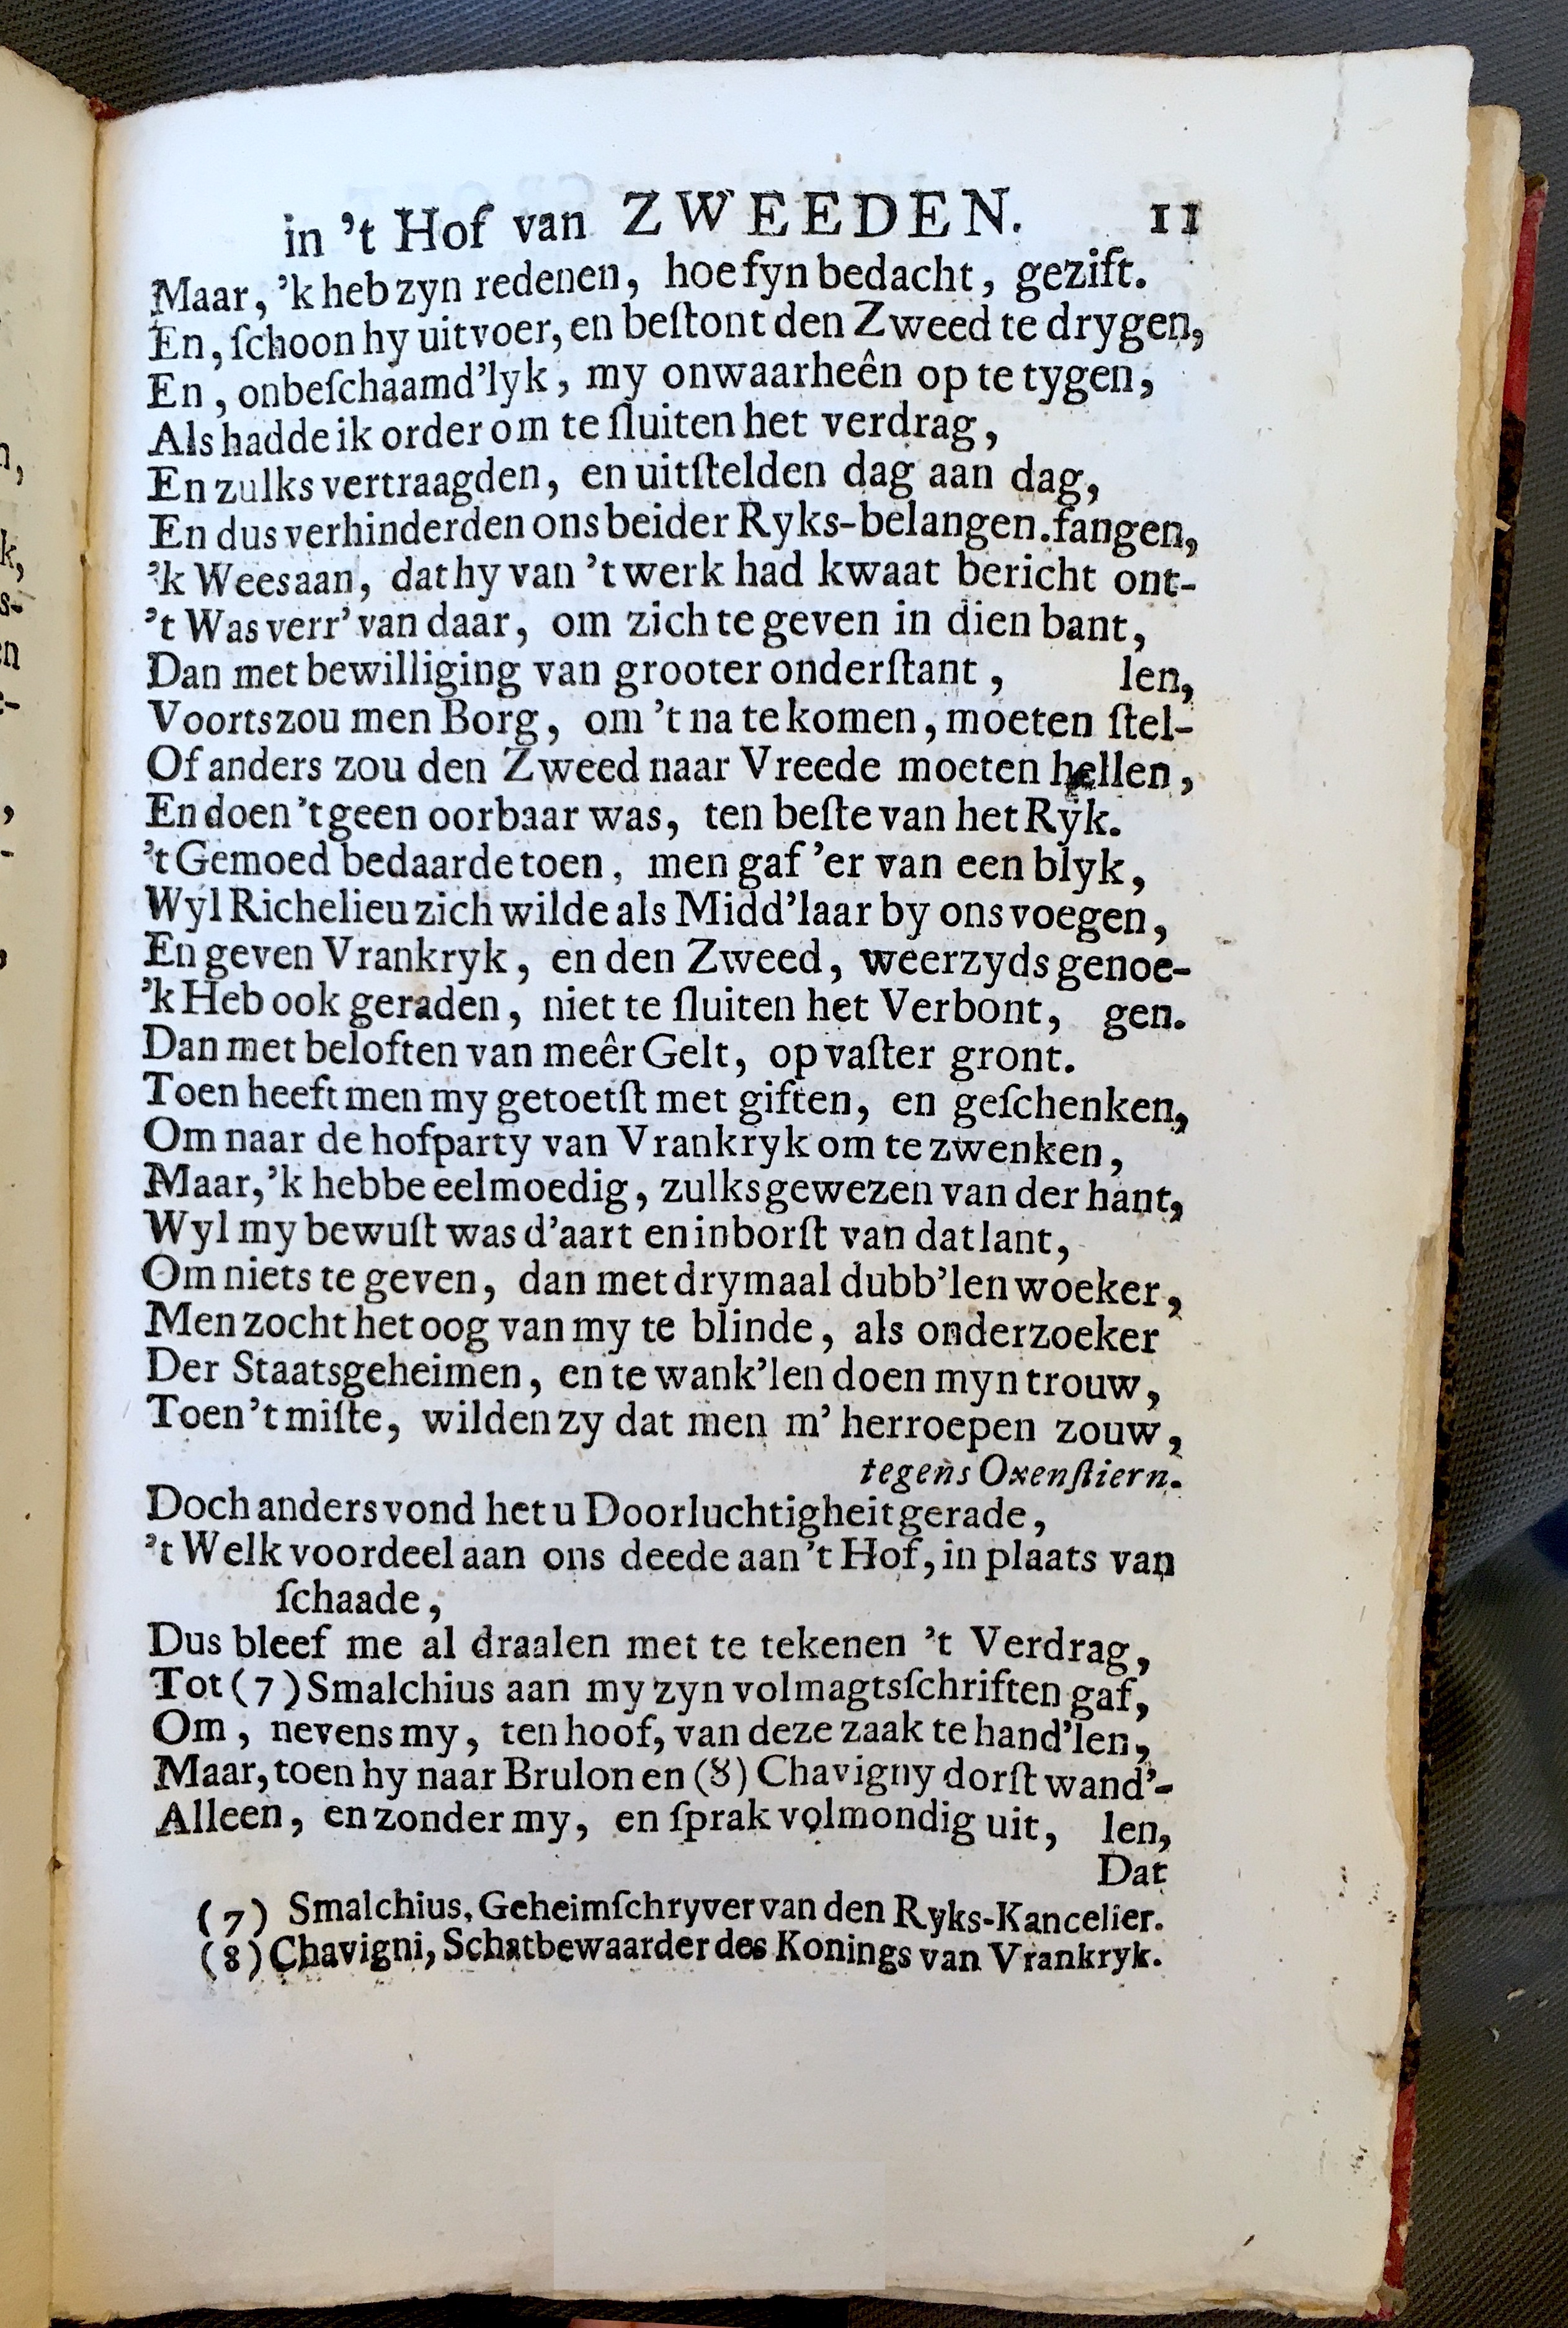 in 't Hof van ZWEEDEN. 11
Maar, 'k heb zyn redenen, hoe fyn bedacht, gezift.
En, ſchoon hy uitvoer, en beſtont den Zweed te drygen,
En, onbeſchaamd'lyk, my onwaarheên op te tygen,
Als hadde ik order om te ſluiten het verdrag,
En zulks vertraagden, en uitſtelden dag aan dag,
En dus verhinderden ons beider Ryks-belangen. fangen,
'k Wees aan, dat hy van 't werk had kwaat bericht ont-
't Was verr' van daar, om zich te geven in dien bant,
Dan met bewilliging van grooter onderſtant, len,
Voorts zou men Borg, om 't na te komen, moeten ſtel-
Of anders zou den Zweed naar Vreede moeten hellen,
En doen 't geen oorbaar was, ten beſte van het Ryk.
't Gemoed bedaarde toen, men gaf 'er van een blyk,
Wyl Richelieu zich wilde als Midd'laar by ons voegen,
En geven Vrankryk, en den Zweed, weerzyds genoe-
'k Heb ook geraden, niet te ſluiten het Verbont, gen.
Dan met beloften van meêr Gelt, op vaſter gront.
Toen heeft men my getoetſt met giften, en geſchenken,
Om naar de hofparty van Vrankryk om te zwenken,
Maar, 'k hebbe eelmoedig, zulks gewezen van der hant,
Wyl my bewuſt was d'aart en inborſt van dat lant,
Om niets te geven, dan met drymaal dubb'len woeker,
Men zocht het oog van my te blinde, als onderzoeker
Der Staatsgeheimen, en te wank'len doen myn trouw,
Toen 't miſte, wilden zy dat men m' herroepen zouw,
tegens Oxenſtiern.
Doch anders vond het u Doorluchtigheit gerade,
't Welk voordeel aan ons deede aan 't Hof, in plaats van
ſchaade,
Dus bleef me al draalen met te tekenen 't Verdrag,
Tot (7) Smalchius aan my zyn volmagtsſchriften gaf,
Om, nevens my, ten hoof, van deze zaak te hand'len,
Maar, toen hy naar Brulon en (8) Chavigny dorſt wand'-
Alleen, en zonder my, en ſprak volmondig uit, len,
Dat
(7) Smalchius, Geheimſchryver van den Ryks-Kancelier.
(8) Chavigni, Schatbewaarder des Konings van Vrankryk.